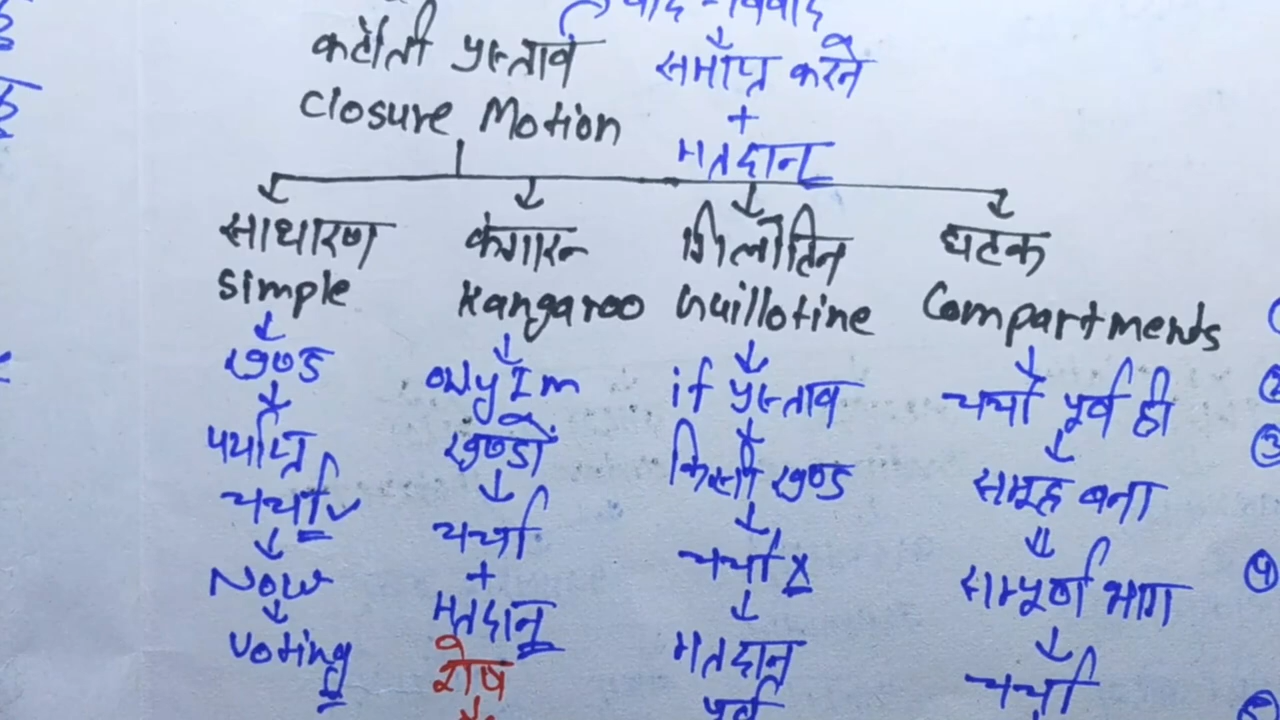 वाद-विवाद
कटौती प्रस्ताव
समाप्त करने
Closure Motion
+
मतदान
साधारण
Simple
खण्ड
पर्याप्त
चर्चा ✓
Now
Voting
कंगारू
Kangaroo
only Im
खण्डों
चर्चा
+
मतदान
शेष
गिलोटिन
Guillotine
if प्रस्ताव
किसी खण्ड
चर्चा X
मतदान
पूर्व
घटक
Compartments
चर्चा पूर्व ही
समूह बना
सम्पूर्ण भाग
चर्चा